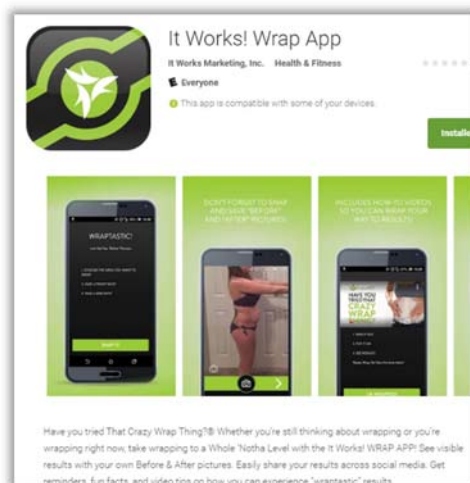 It Works! Wrap App
It Works Marketing, Inc. Health & Fitness
Everyone
This app is compatible with some of your devices.
Installe
WRAPTASTIC!
WRAP IT!
DON'T FORGET TO SNAP
AND SAVE "BEFORE"
AND "AFTER" PICTURES
INCLUDES HOW-TO VIDEOS
SO YOU CAN WRAP YOUR
WAY TO RESULTS!
HAVE YOU
TRIED THAT
CRAZY
WRAP
Have you tried That Crazy Wrap Thing?® Whether you're still thinking about wrapping or you're
wrapping right now, take wrapping to a Whole 'Notha Level with the It Works! WRAP APP! See visible
results with your own Before & After pictures. Easily share your results across social media. Get
reminders, fun facts, and video tips on how you can experience "wraptastic" results.